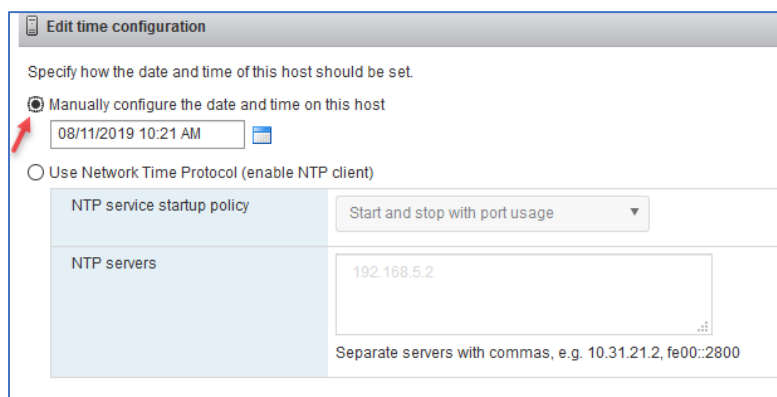 Edit time configuration
Specify how the date and time of this host should be set.
Manually configure the date and time on this host
08/11/2019 10:21 AM
Use Network Time Protocol (enable NTP client)
NTP service startup policy
Start and stop with port usage
NTP servers
192.168.5.2
Separate servers with commas, e.g. 10.31.21.2, fe00::2800